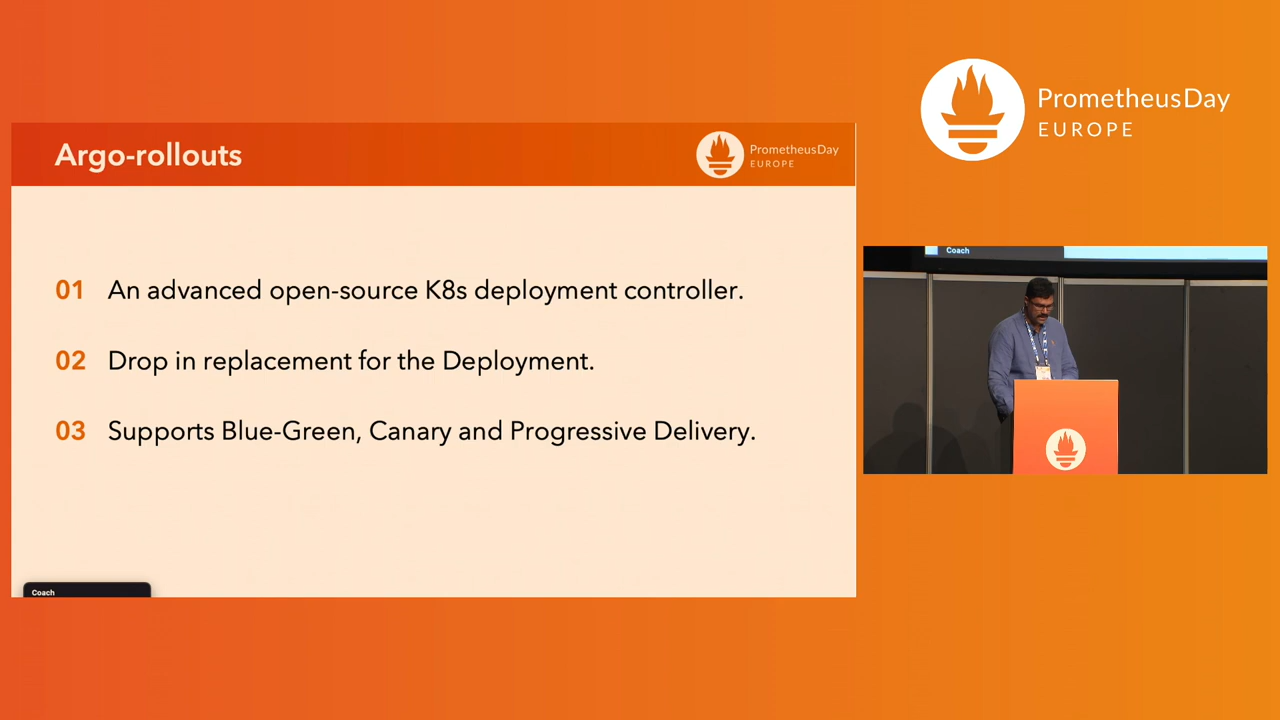 Argo-rollouts
PrometheusDay
EUROPE
01 An advanced open-source K8s deployment controller.
02 Drop in replacement for the Deployment.
03 Supports Blue-Green, Canary and Progressive Delivery.
Coach
PrometheusDay
EUROPE
Coach